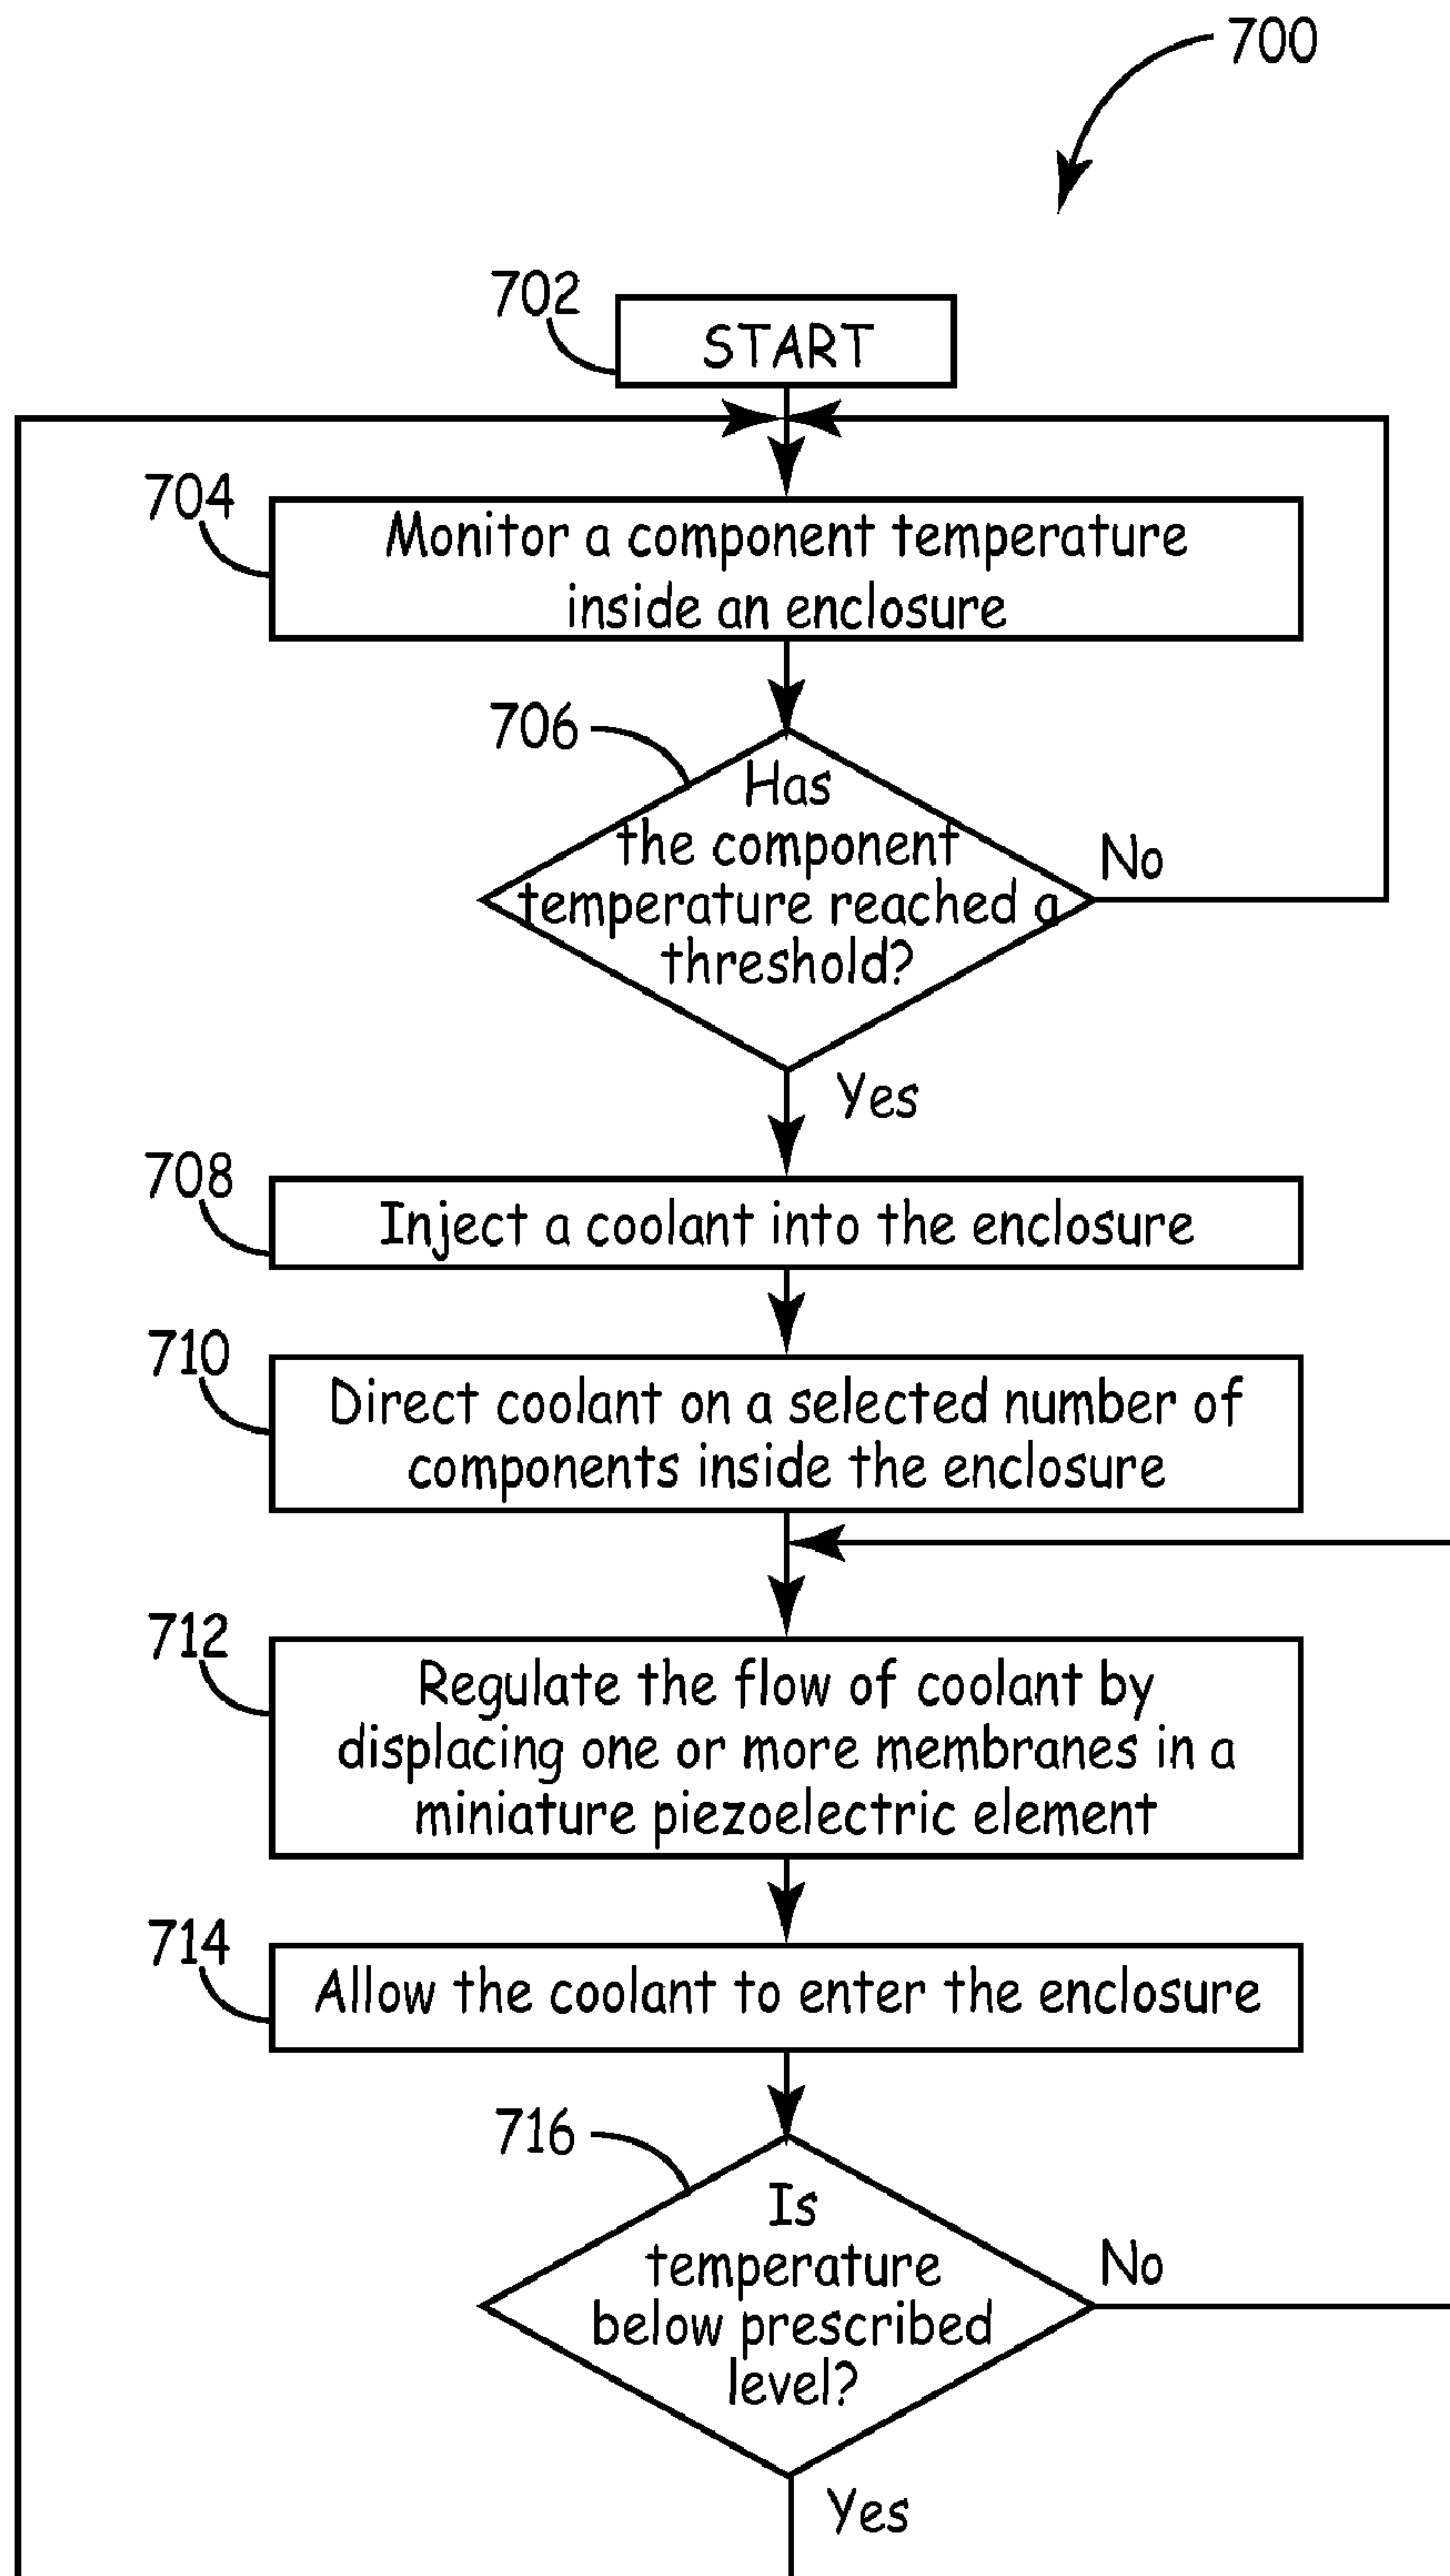 700
702
START
704
Monitor a component temperature
inside an enclosure
706
Has
the component
temperature reached a
threshold?
No
Yes
708
Inject a coolant into the enclosure
710
Direct coolant on a selected number of
components inside the enclosure
712
Regulate the flow of coolant by
displacing one or more membranes in a
miniature piezoelectric element
714
Allow the coolant to enter the enclosure
716
Is
temperature
below prescribed
level?
No
Yes